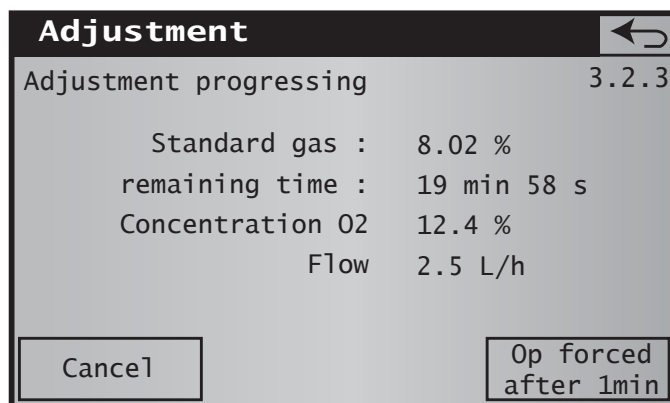 Adjustment
Adjustment progressing 3.2.3
Standard gas : 8.02 %
remaining time : 19 min 58 s
Concentration O2 12.4 %
Flow 2.5 L/h
Cancel
Op forced
after 1min